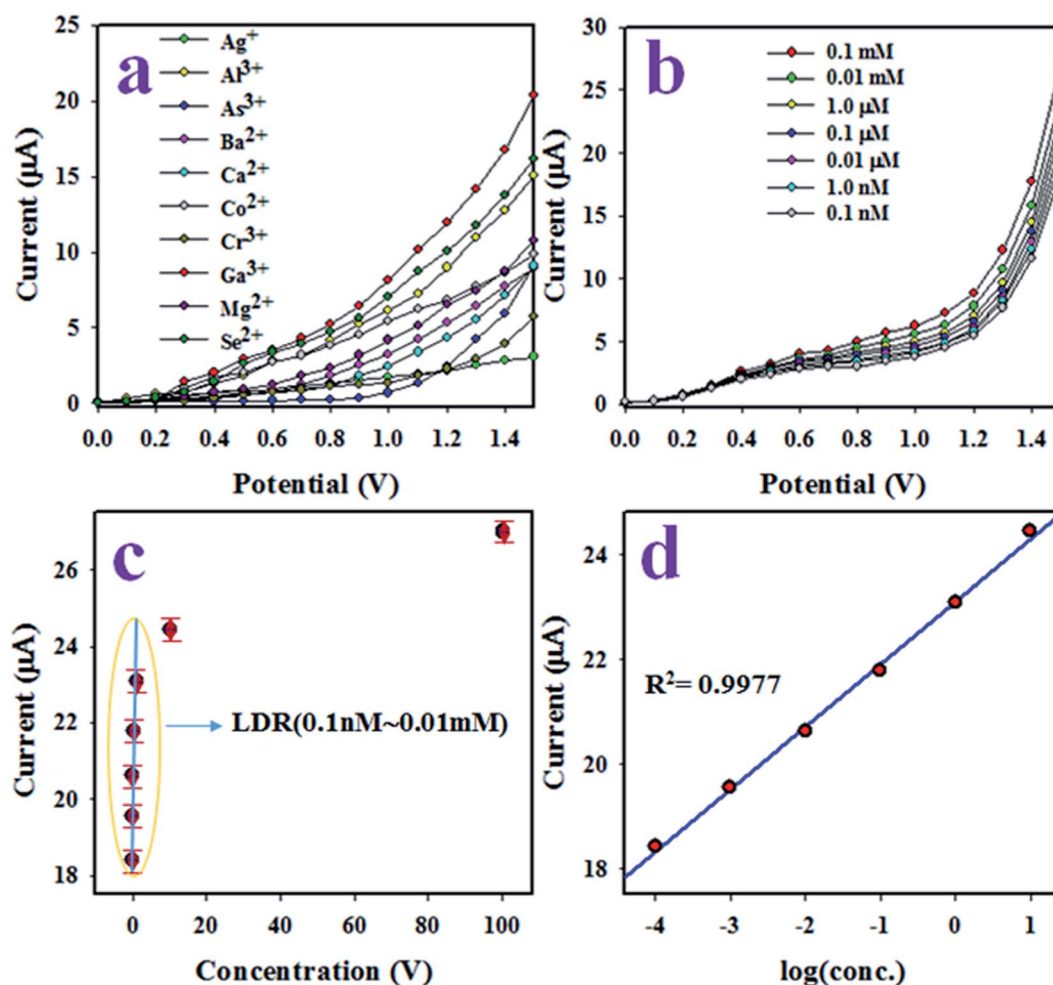 a
25
20
15
10
5
0
Current (µA)
Ag+
Al3+
As3+
Ba2+
Ca2+
Co2+
Cr3+
Ga3+
Mg2+
Se2+
0.0 0.2 0.4 0.6 0.8 1.0 1.2 1.4
Potential (V)
b
30
25
20
15
10
5
0
Current (µA)
0.1 mM
0.01 mM
1.0 µM
0.1 µM
0.01 µM
1.0 nM
0.1 nM
0.0 0.2 0.4 0.6 0.8 1.0 1.2 1.4
Potential (V)
c
26
24
22
20
18
Current (µA)
LDR(0.1nM~0.01mM)
0 20 40 60 80 100
Concentration (V)
d
24
22
20
18
Current (µA)
R2= 0.9977
-4 -3 -2 -1 0 1
log(conc.)